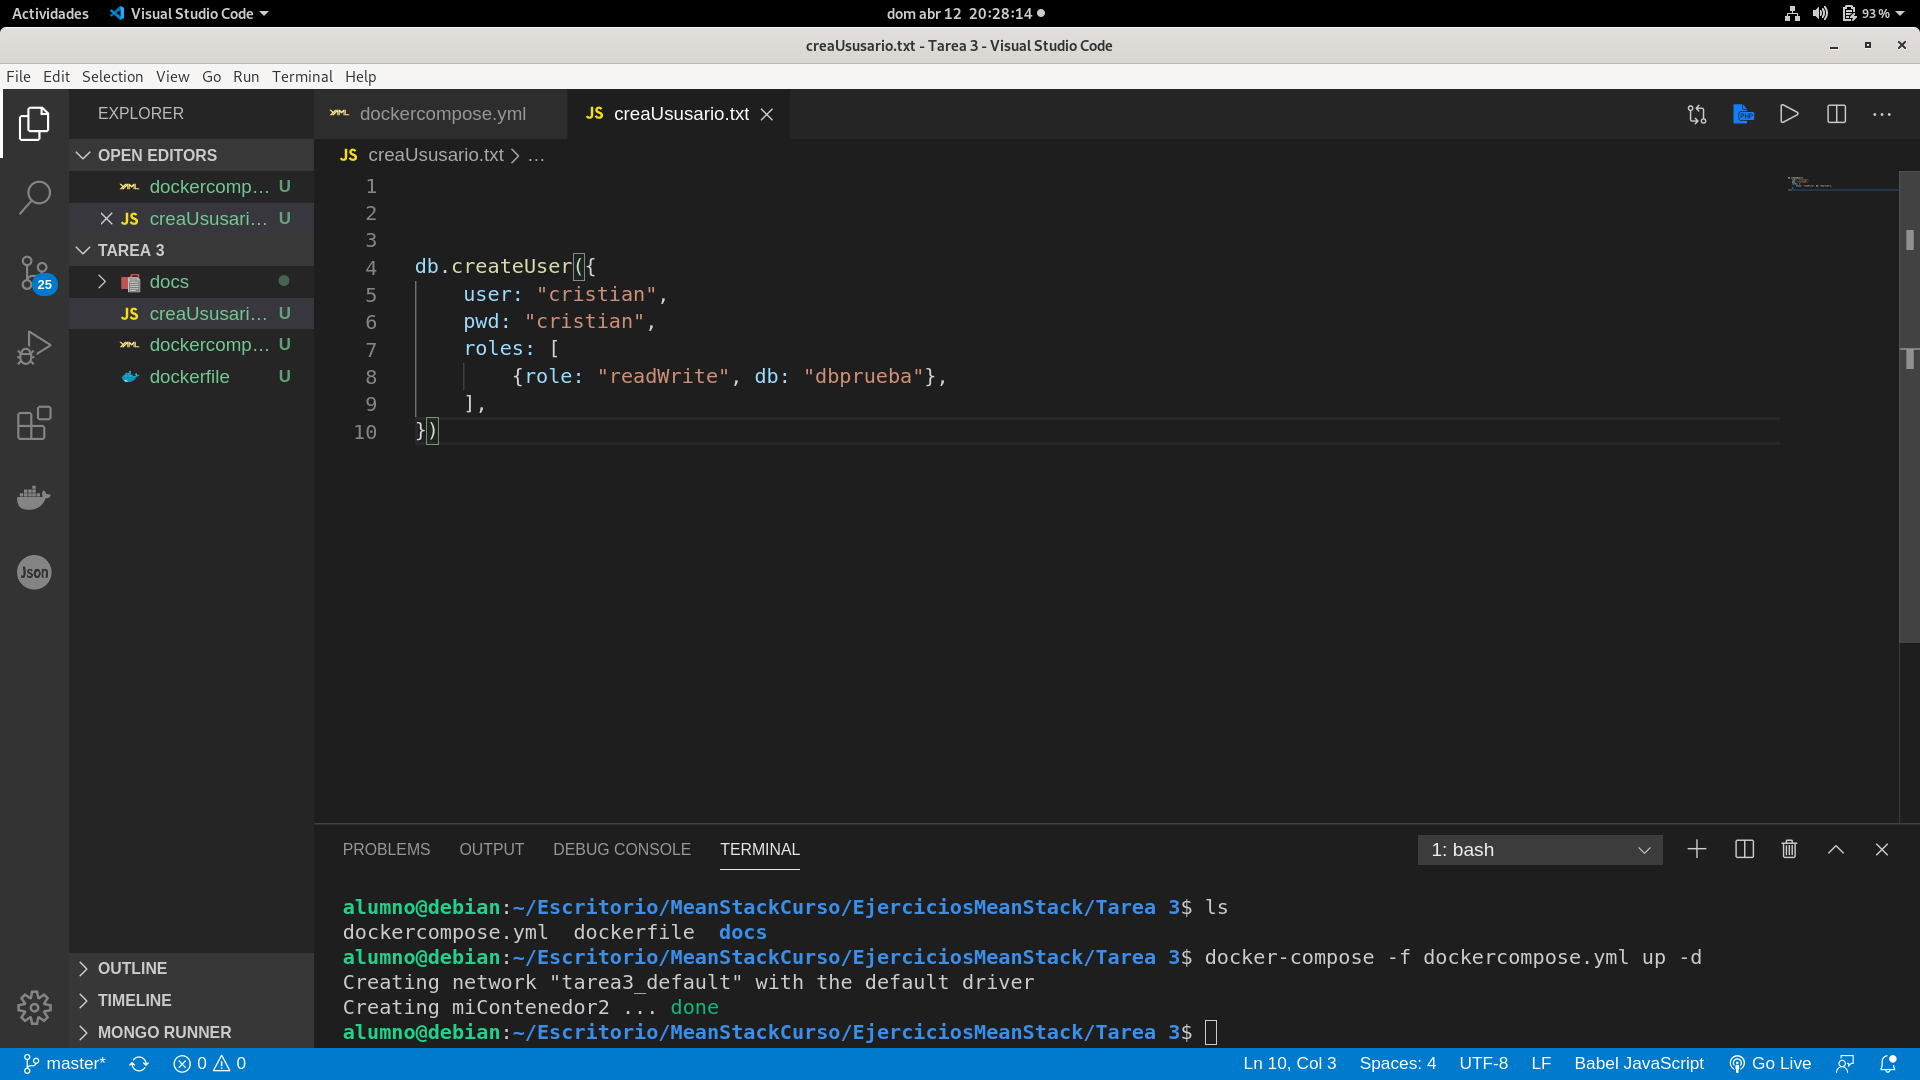 Actividades Visual Studio Code dom abr 12 20:28:14 93 %
creaUsusario.txt - Tarea 3 - Visual Studio Code
File Edit Selection View Go Run Terminal Help
EXPLORER
OPEN EDITORS
YAML dockercomp... U
JS creaUsusari... U
TAREA 3
docs
JS creaUsusari... U
YAML dockercomp... U
dockerfile U
25
Json
OUTLINE
TIMELINE
MONGO RUNNER
YAML dockercompose.yml JS creaUsusario.txt
PHP
JS creaUsusario.txt > ...
1
2
3
4 db.createUser({
5 user: "cristian",
6 pwd: "cristian",
7 roles: [
8 {role: "readWrite", db: "dbprueba"},
9 ],
10 })
PROBLEMS OUTPUT DEBUG CONSOLE TERMINAL 1: bash
alumno@debian:~/Escritorio/MeanStackCurso/EjerciciosMeanStack/Tarea 3$ ls
dockercompose.yml dockerfile docs
alumno@debian:~/Escritorio/MeanStackCurso/EjerciciosMeanStack/Tarea 3$ docker-compose -f dockercompose.yml up -d
Creating network "tarea3_default" with the default driver
Creating miContenedor2 ... done
alumno@debian:~/Escritorio/MeanStackCurso/EjerciciosMeanStack/Tarea 3$
master* 0 0 Ln 10, Col 3 Spaces: 4 UTF-8 LF Babel JavaScript Go Live